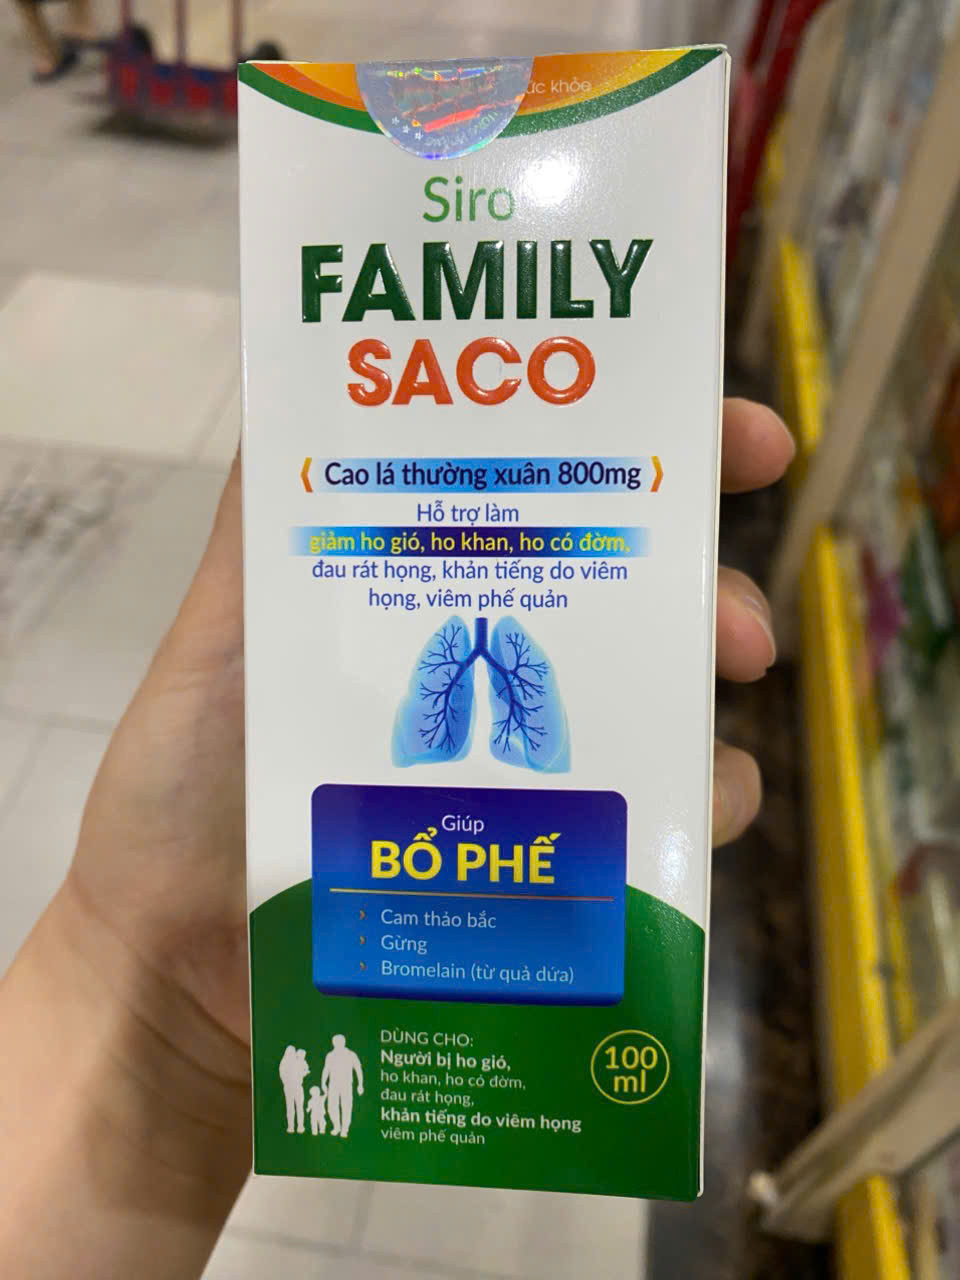 khỏe
Siro
FAMILY
SACO
Cao lá thường xuân 800mg
Hỗ trợ làm
giảm ho gió, ho khan, ho có đờm,
đau rát họng, khản tiếng do viêm
họng, viêm phế quản
Giúp
BỔ PHẾ
Cam thảo bắc
Gừng
Bromelain (từ quả dứa)
DÙNG CHO:
Người bị ho gió,
ho khan, ho có đờm,
đau rát họng,
khản tiếng do viêm họng
viêm phế quản
100
ml